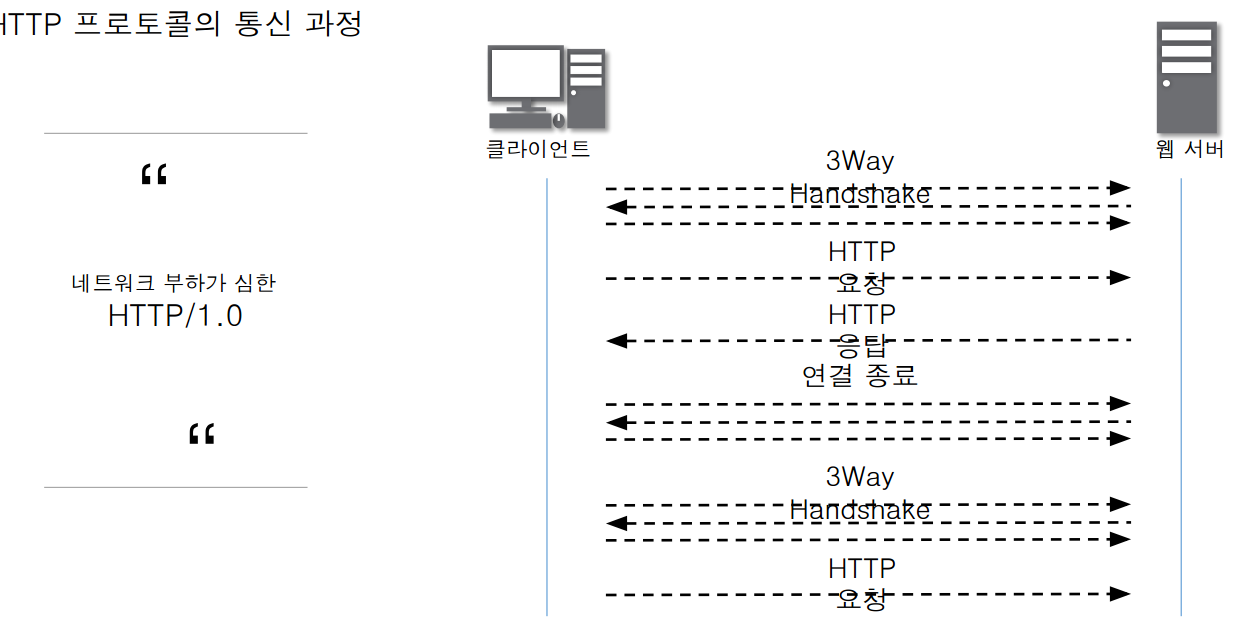 HTTP 프로토콜의 통신 과정
“
네트워크 부하가 심한
HTTP/1.0
“
클라이언트
웹 서버
3Way
Handshake
HTTP
요청
HTTP
응탑
연결 종료
3Way
Handshake
HTTP
요청